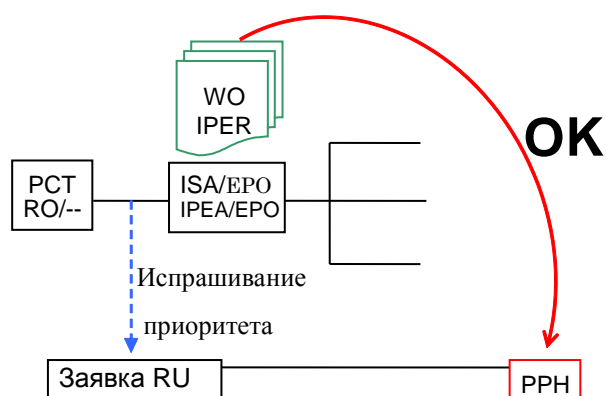 WO
IPER
OK
PCT
RO/--
ISA/EPO
IPEA/EPO
Испрашивание
приоритета
Заявка RU
PPH